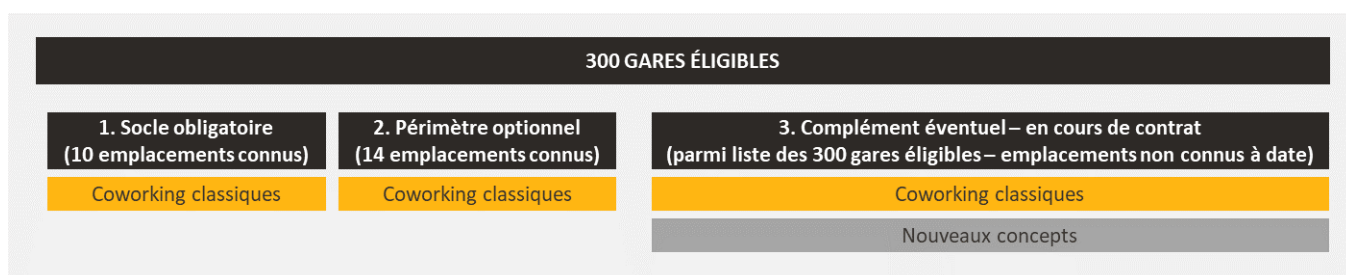 300 GARES ÉLIGIBLES
1. Socle obligatoire
(10 emplacements connus)
Coworking classiques
2. Périmètre optionnel
(14 emplacements connus)
Coworking classiques
3. Complément éventuel – en cours de contrat
(parmi liste des 300 gares éligibles – emplacements non connus à date)
Coworking classiques
Nouveaux concepts